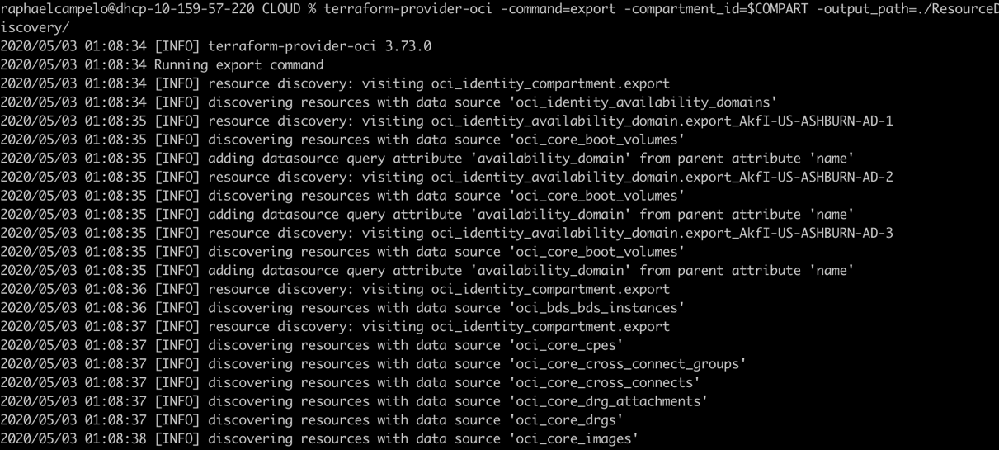 raphaelcampelo@dhcp-10-159-57-220 CLOUD % terraform-provider-oci -command=export -compartment_id=$COMPART -output_path=./ResourceD
iscovery/
2020/05/03 01:08:34 [INFO] terraform-provider-oci 3.73.0
2020/05/03 01:08:34 Running export command
2020/05/03 01:08:34 [INFO] resource discovery: visiting oci_identity_compartment.export
2020/05/03 01:08:34 [INFO] discovering resources with data source 'oci_identity_availability_domains'
2020/05/03 01:08:35 [INFO] resource discovery: visiting oci_identity_availability_domain.export_AkfI-US-ASHBURN-AD-1
2020/05/03 01:08:35 [INFO] discovering resources with data source 'oci_core_boot_volumes'
2020/05/03 01:08:35 [INFO] adding datasource query attribute 'availability_domain' from parent attribute 'name'
2020/05/03 01:08:35 [INFO] resource discovery: visiting oci_identity_availability_domain.export_AkfI-US-ASHBURN-AD-2
2020/05/03 01:08:35 [INFO] discovering resources with data source 'oci_core_boot_volumes'
2020/05/03 01:08:35 [INFO] adding datasource query attribute 'availability_domain' from parent attribute 'name'
2020/05/03 01:08:35 [INFO] resource discovery: visiting oci_identity_availability_domain.export_AkfI-US-ASHBURN-AD-3
2020/05/03 01:08:35 [INFO] discovering resources with data source 'oci_core_boot_volumes'
2020/05/03 01:08:35 [INFO] adding datasource query attribute 'availability_domain' from parent attribute 'name'
2020/05/03 01:08:36 [INFO] resource discovery: visiting oci_identity_compartment.export
2020/05/03 01:08:36 [INFO] discovering resources with data source 'oci_bds_bds_instances'
2020/05/03 01:08:37 [INFO] resource discovery: visiting oci_identity_compartment.export
2020/05/03 01:08:37 [INFO] discovering resources with data source 'oci_core_cpes'
2020/05/03 01:08:37 [INFO] discovering resources with data source 'oci_core_cross_connect_groups'
2020/05/03 01:08:37 [INFO] discovering resources with data source 'oci_core_cross_connects'
2020/05/03 01:08:37 [INFO] discovering resources with data source 'oci_core_drg_attachments'
2020/05/03 01:08:37 [INFO] discovering resources with data source 'oci_core_drgs'
2020/05/03 01:08:38 [INFO] discovering resources with data source 'oci_core_images'